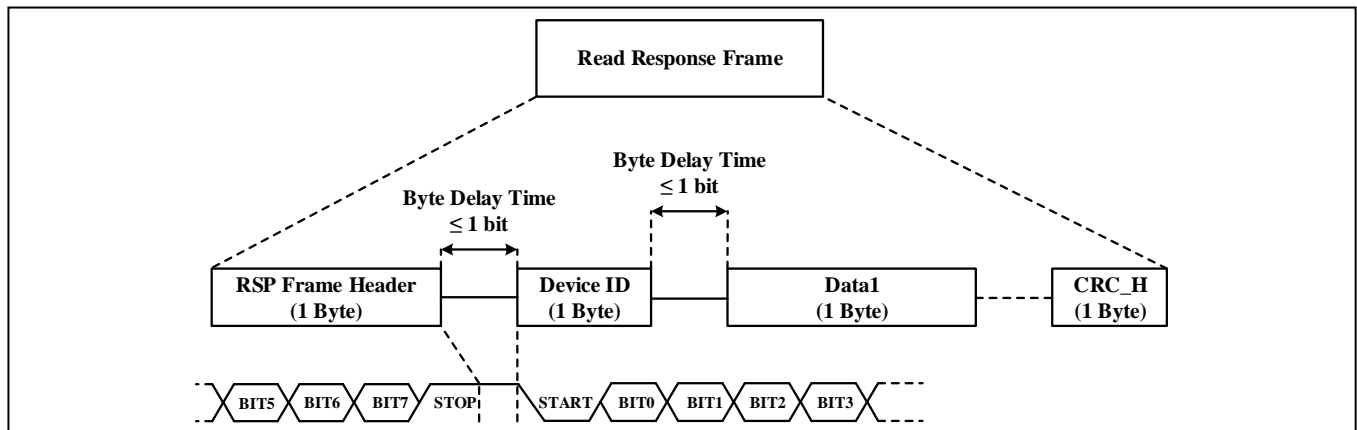 Read Response Frame
Byte Delay Time
≤ 1 bit
Byte Delay Time
≤ 1 bit
RSP Frame Header
(1 Byte)
Device ID
(1 Byte)
Data1
(1 Byte)
CRC_H
(1 Byte)
BIT5 BIT6 BIT7 STOP START BIT0 BIT1 BIT2 BIT3